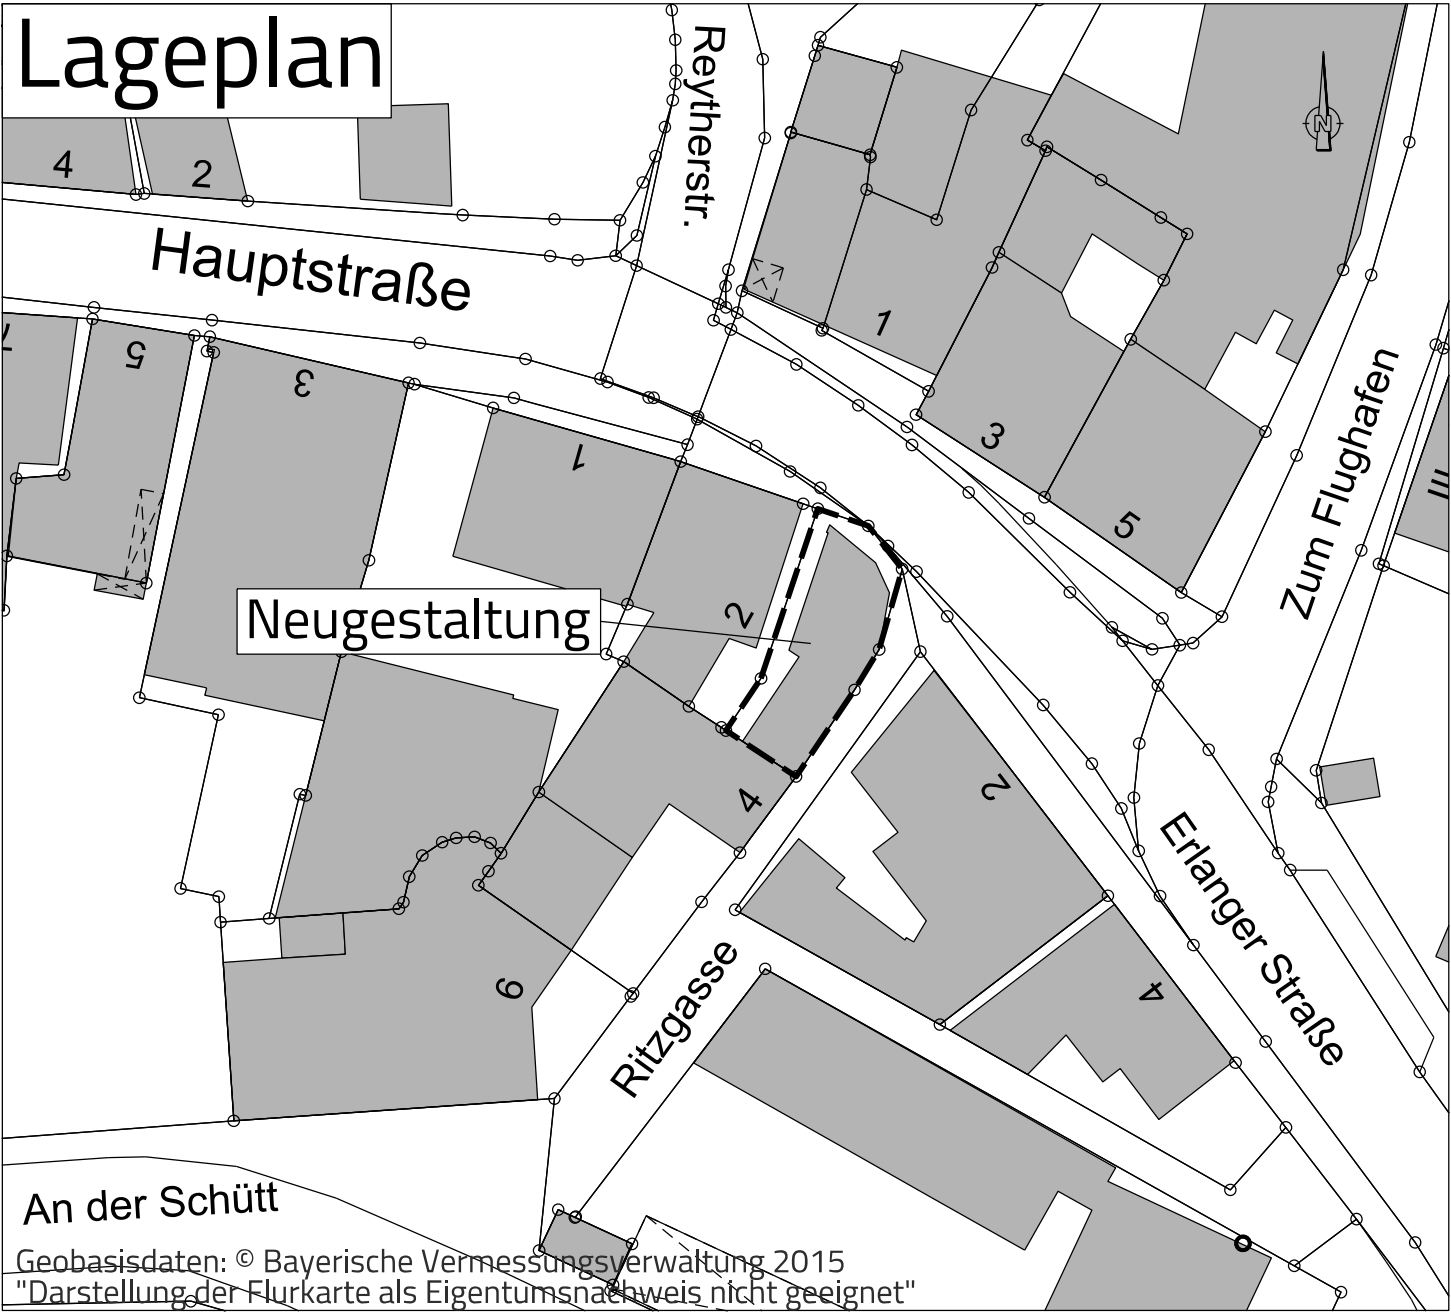 Lageplan
Reytherstr.
N
4
2
Hauptstraße
1
5
3
1
3
5
Zum Flughafen
2
Neugestaltung
4
2
Erlanger Straße
6
Ritzgasse
4
An der Schütt
Geobasisdaten: © Bayerische Vermessungsverwaltung 2015
"Darstellung der Flurkarte als Eigentumsnachweis nicht geeignet"